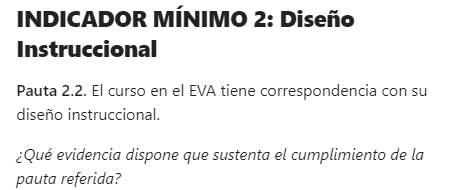 INDICADOR MÍNIMO 2: Diseño
Instruccional
Pauta 2.2. El curso en el EVA tiene correspondencia con su
diseño instruccional.
¿Qué evidencia dispone que sustenta el cumplimiento de la
pauta referida?